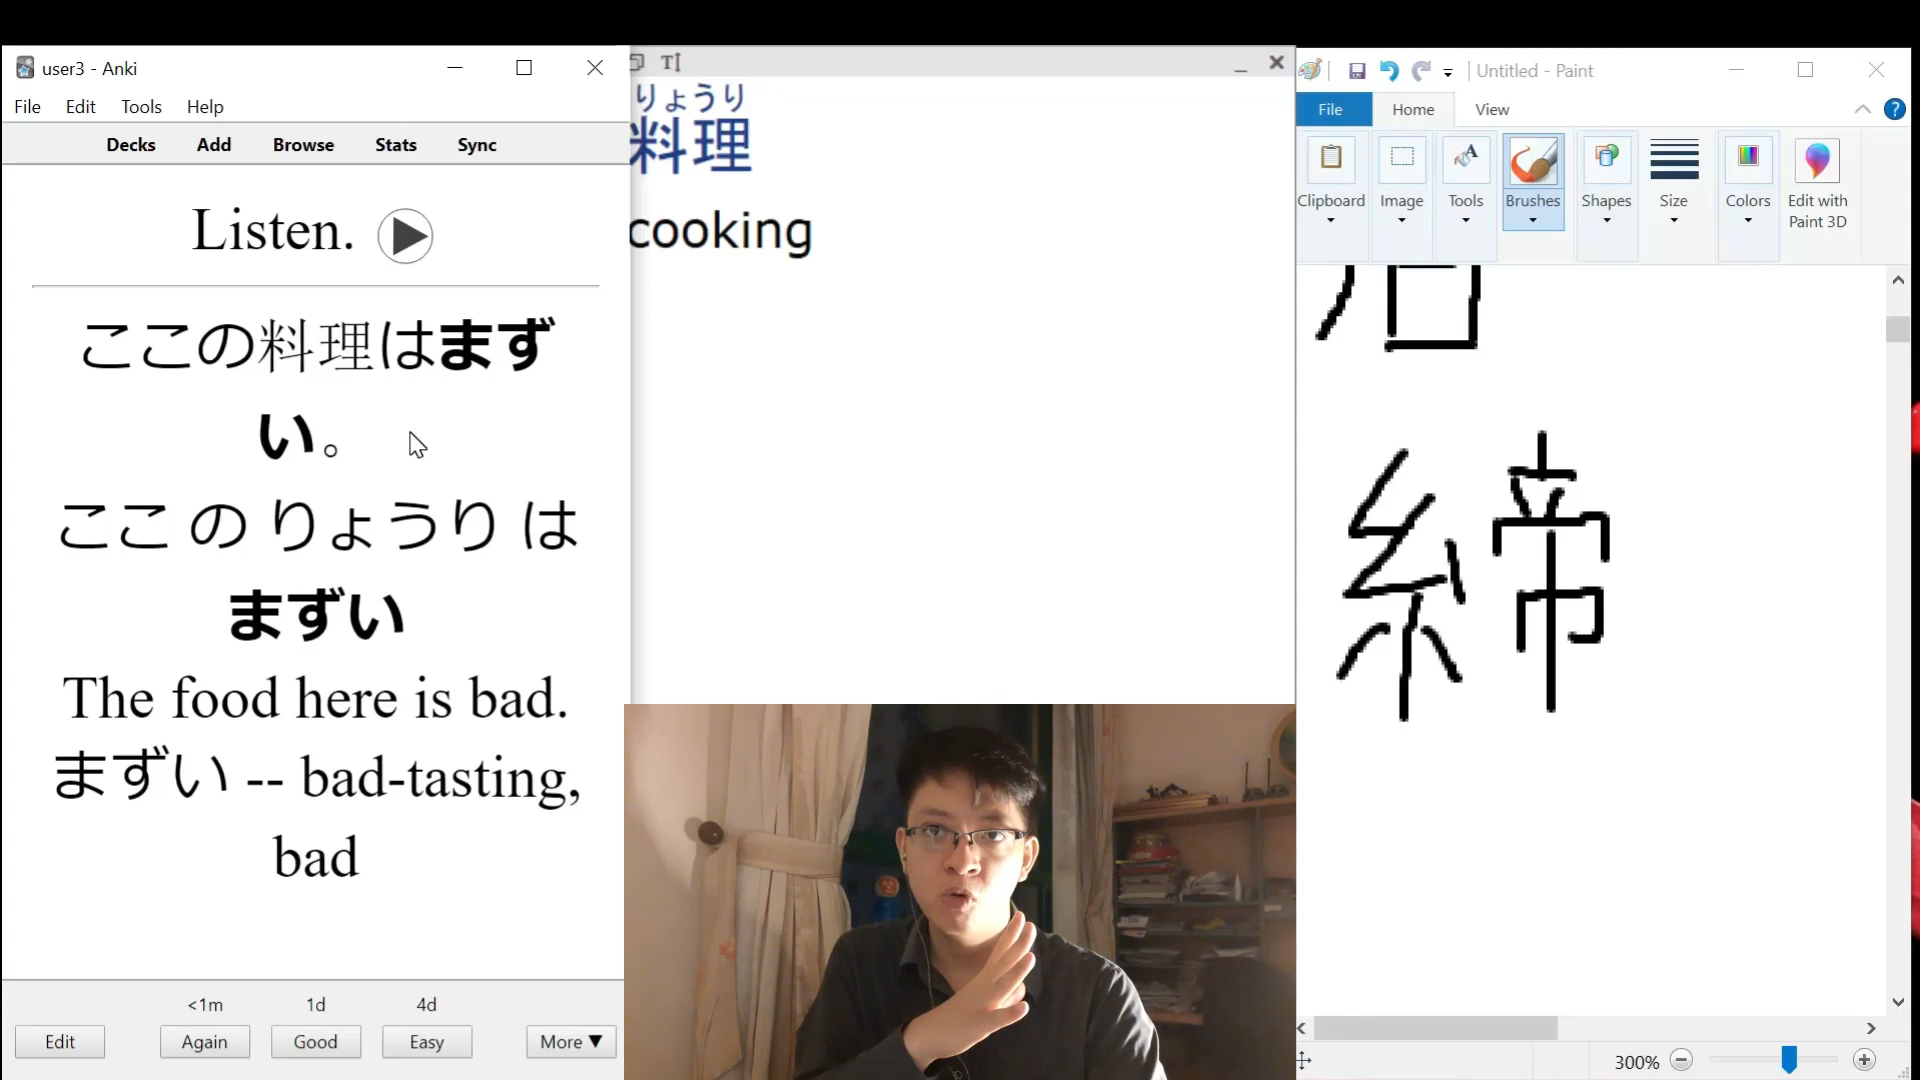 user3 - Anki
File Edit Tools Help
Decks Add Browse Stats Sync
Listen.
ここの料理はまず
い。
ここ の りょうり は
まずい
The food here is bad.
まずい -- bad-tasting,
bad
<1m 1d 4d
Edit Again Good Easy More ▼
りょうり
料理
cooking
Untitled - Paint
File Home View
Clipboard Image Tools Brushes Shapes Size Colors Edit with
Paint 3D
締
300%